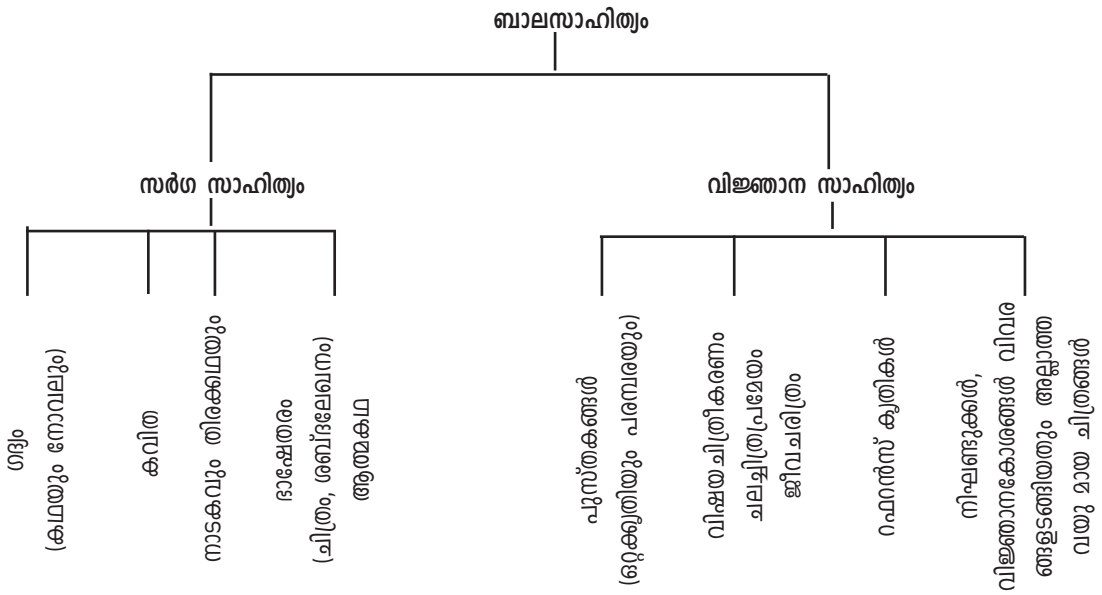 ബാലസാഹിത്യം
സർഗ സാഹിത്യം
വിജ്ഞാന സാഹിത്യം
ഗദ്യം
(കഥയും നോവലും)
കവിത
നാടകവും തിരക്കഥയും
ഭാഷേതരം
(ചിത്രം, ശബ്ദലേഖനം)
ആത്മകഥ
പുസ്തകങ്ങൾ
(ഒറ്റക്കൃതിയും പരമ്പരയും)
വിഷയചിത്രീകരണം
ചലച്ചിത്രപ്രമേയം
ജീവചരിത്രം
റഫറൻസ് കൃതികൾ
നിഘണ്ടുക്കൾ,
വിജ്ഞാനകോശങ്ങൾ വിവര
ങ്ങളടങ്ങിയതും അല്ലാത്ത
വയു മായ ചിത്രങ്ങൾ